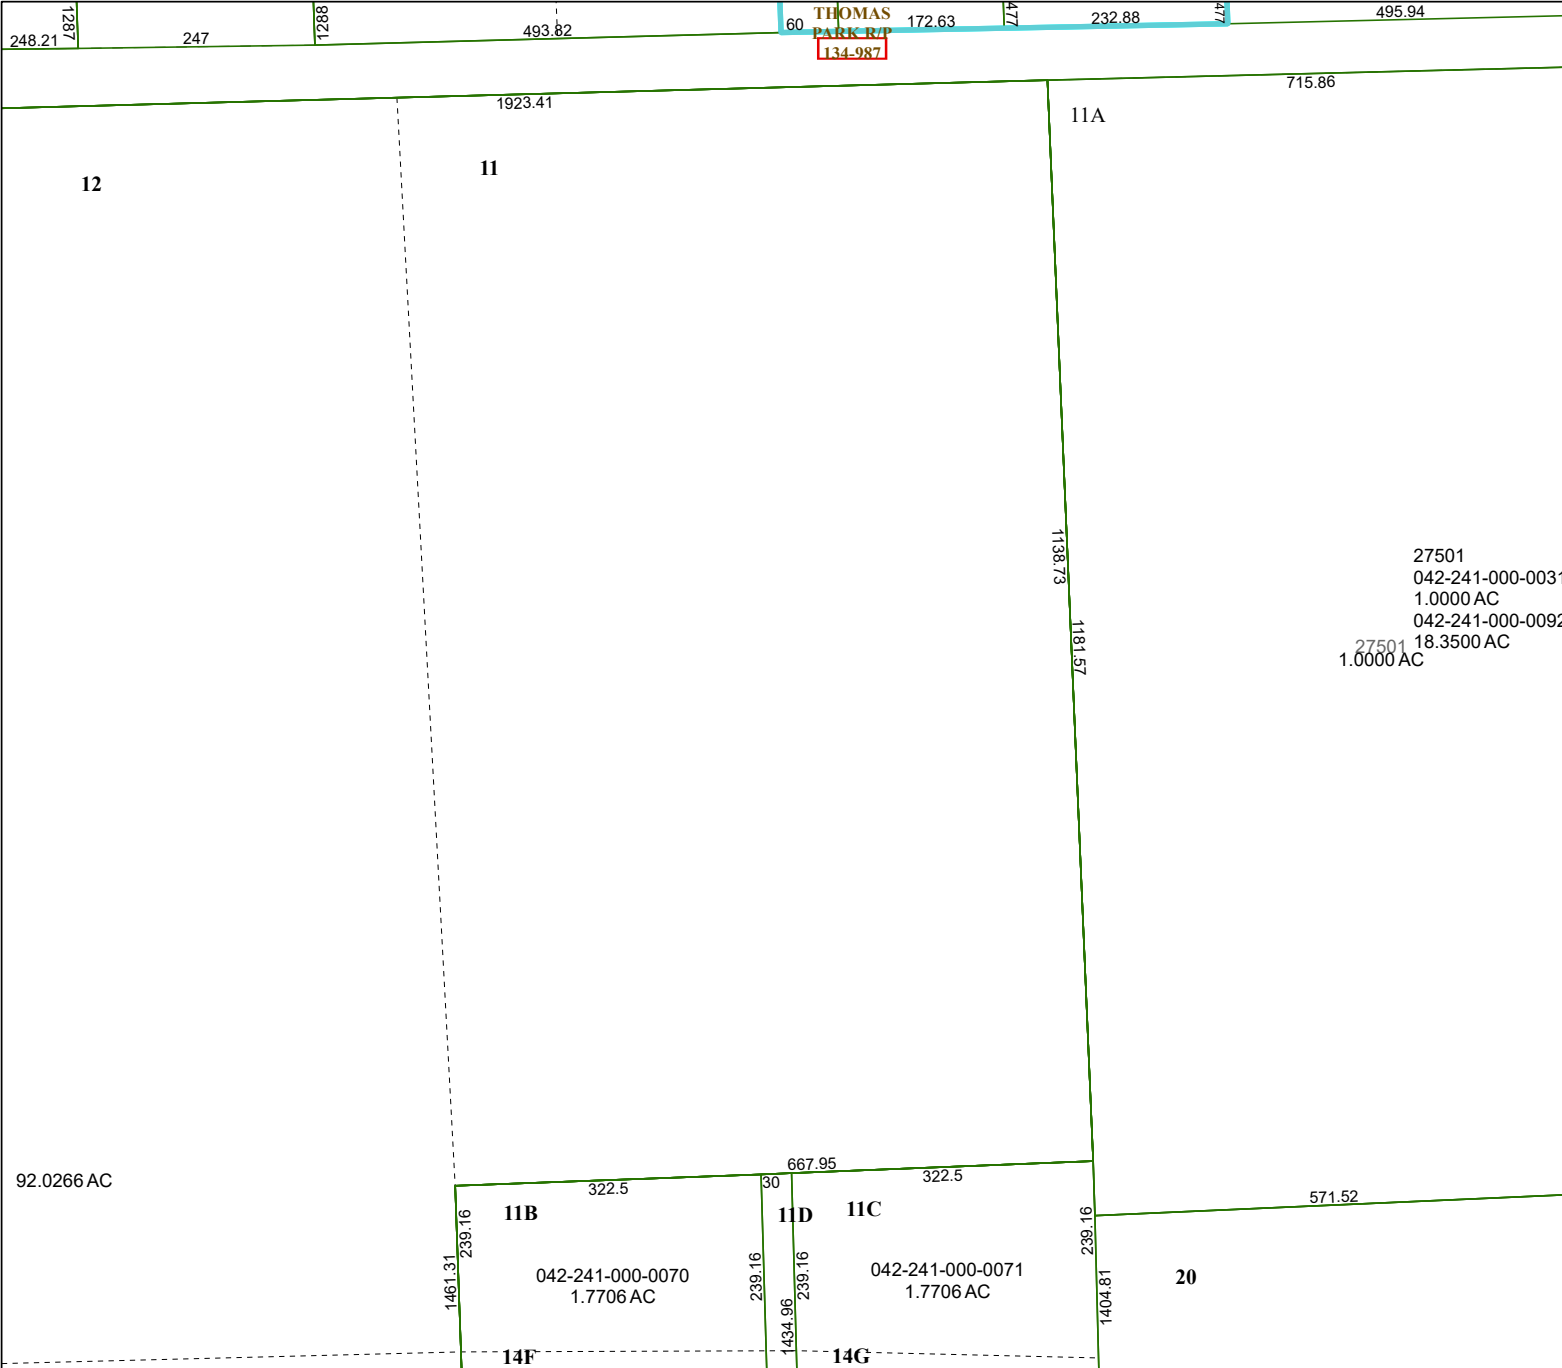 1287
1288
THOMAS
60
172.63
477
232.88
477
495.94
248.21
247
493.82
PARK R/P
134-987
1923.41
715.86
11A
12
11
1138.73
1181.57
27501
042-241-000-0031
1.0000 AC
042-241-000-0092
27501
18.3500 AC
1.0000 AC
92.0266 AC
667.95
322.5
30
322.5
571.52
11B
11D
11C
239.16
239.16
239.16
239.16
1461.31
1434.96
1404.81
042-241-000-0070
1.7706 AC
042-241-000-0071
1.7706 AC
20
14F
14G